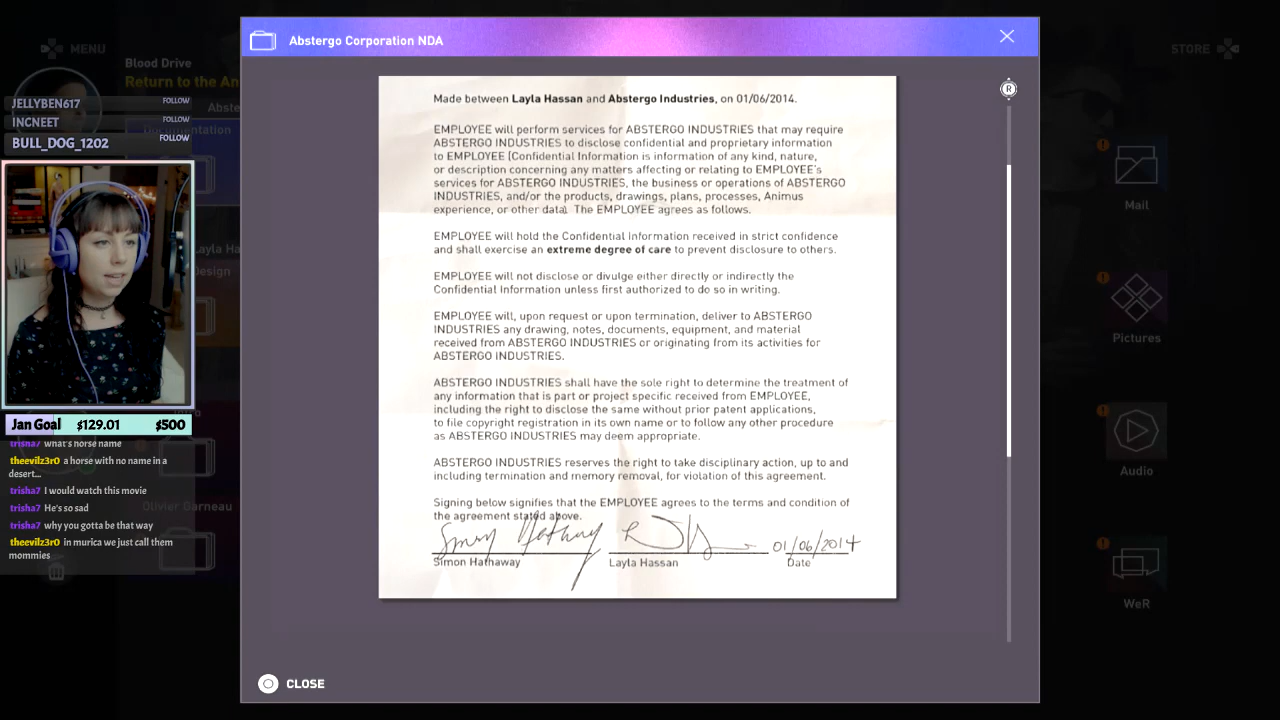 Abstergo Corporation NDA
MENU
STORE
Blood Drive
Return to the An
Abste
Documentation
JELLYBEN617 FOLLOW
INCNEET FOLLOW
BULL_DOG_1202 FOLLOW
Layla Ha
Design
Olivier Garneau
Jan Goal $129.01 $500
trisha7 what's horse name
theevilz3r0 a horse with no name in a
desert...
trisha7 I would watch this movie
trisha7 He's so sad
trisha7 why you gotta be that way
theevilz3r0 in murica we just call them
mommies
Made between Layla Hassan and Abstergo Industries, on 01/06/2014.
EMPLOYEE will perform services for ABSTERGO INDUSTRIES that may require
ABSTERGO INDUSTRIES to disclose confidential and proprietary information
to EMPLOYEE (Confidential Information is information of any kind, nature,
or description concerning any matters affecting or relating to EMPLOYEE's
services for ABSTERGO INDUSTRIES, the business or operations of ABSTERGO
INDUSTRIES, and/or the products, drawings, plans, processes, Animus
experience, or other data). The EMPLOYEE agrees as follows.
EMPLOYEE will hold the Confidential Information received in strict confidence
and shall exercise an extreme degree of care to prevent disclosure to others.
EMPLOYEE will not disclose or divulge either directly or indirectly the
Confidential Information unless first authorized to do so in writing.
EMPLOYEE will, upon request or upon termination, deliver to ABSTERGO
INDUSTRIES any drawing, notes, documents, equipment, and material
received from ABSTERGO INDUSTRIES or originating from its activities for
ABSTERGO INDUSTRIES.
ABSTERGO INDUSTRIES shall have the sole right to determine the treatment of
any information that is part or project specific received from EMPLOYEE,
including the right to disclose the same without prior patent applications,
to file copyright registration in its own name or to follow any other procedure
as ABSTERGO INDUSTRIES may deem appropriate.
ABSTERGO INDUSTRIES reserves the right to take disciplinary action, up to and
including termination and memory removal, for violation of this agreement.
Signing below signifies that the EMPLOYEE agrees to the terms and condition of
the agreement stated above.
Simon Hathaway 01/06/2014
Simon Hathaway Layla Hassan Date
R
Mail
Pictures
Audio
WeR
CLOSE